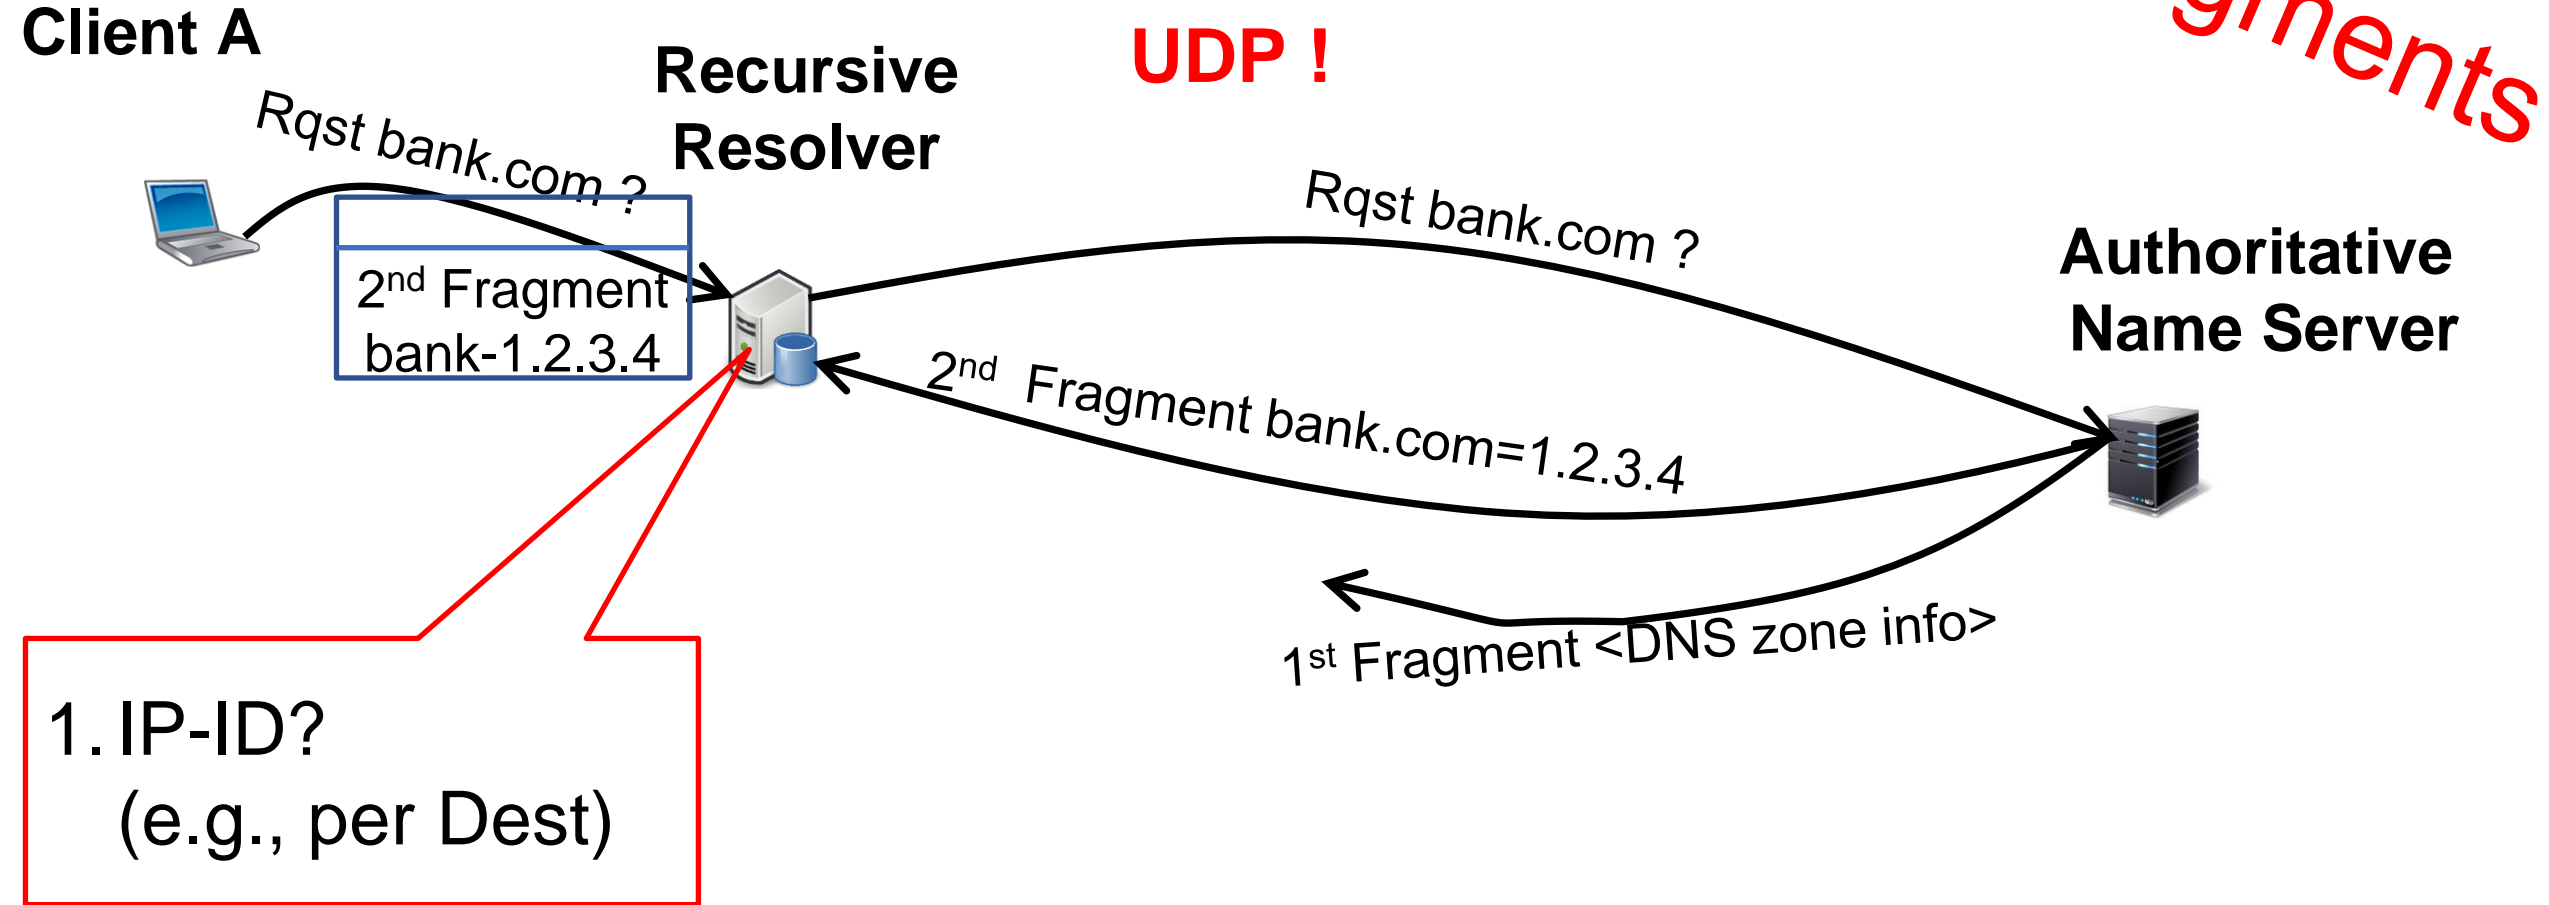 Client A
Recursive
Resolver
UDP !
gments
Rqst bank.com ?
2nd Fragment
bank-1.2.3.4
Rqst bank.com ?
Authoritative
Name Server
2nd Fragment bank.com=1.2.3.4
1st Fragment <DNS zone info>
1. IP-ID?
(e.g., per Dest)